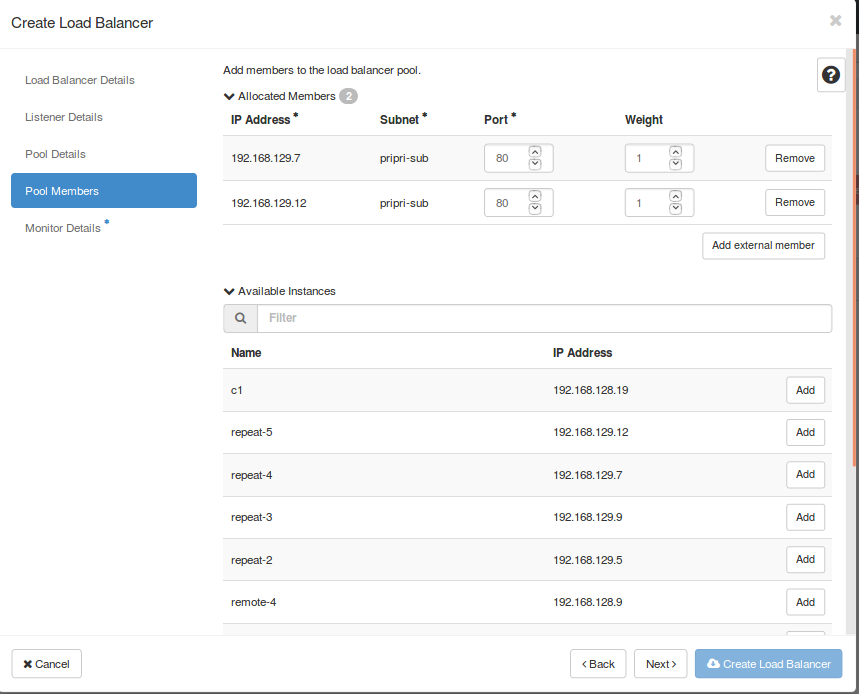 Create Load Balancer
Load Balancer Details
Listener Details
Pool Details
Pool Members
Monitor Details *
Add members to the load balancer pool.
Allocated Members 2
IP Address * Subnet * Port * Weight
192.168.129.7 pripri-sub 80 1 Remove
192.168.129.12 pripri-sub 80 1 Remove
Add external member
Available Instances
Filter
Name IP Address
c1 192.168.128.19 Add
repeat-5 192.168.129.12 Add
repeat-4 192.168.129.7 Add
repeat-3 192.168.129.9 Add
repeat-2 192.168.129.5 Add
remote-4 192.168.128.9 Add
Cancel < Back Next > Create Load Balancer